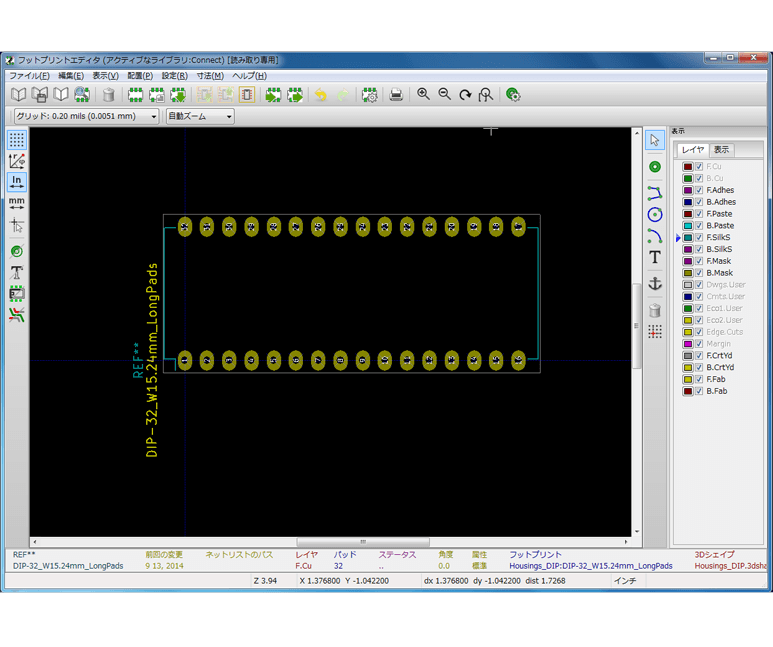 フットプリントエディタ (アクティブなライブラリ:Connect) [読み取り専用]
ファイル(F) 編集(E) 表示(V) 配置(P) 設定(R) 寸法(M) ヘルプ(H)
グリッド: 0.20 mils (0.0051 mm) 自動ズーム
表示
レイヤ 表示
F.Cu
B.Cu
F.Adhes
B.Adhes
F.Paste
B.Paste
F.SilkS
B.SilkS
F.Mask
B.Mask
Dwgs.User
Cmts.User
Eco1.User
Eco2.User
Edge.Cuts
Margin
F.CrtYd
B.CrtYd
F.Fab
B.Fab
In
mm
REF**
DIP-32_W15.24mm_LongPads
REF** 前回の変更 ネットリストのパス レイヤ パッド ステータス 角度 属性 フットプリント 3Dシェイプ
DIP-32_W15.24mm_LongPads 9 13, 2014 F.Cu 32 .. 0.0 標準 Housings_DIP:DIP-32_W15.24mm_LongPads Housings_DIP.3dsha
Z 3.94 X 1.376800 Y -1.042200 dx 1.376800 dy -1.042200 dist 1.7268 インチ